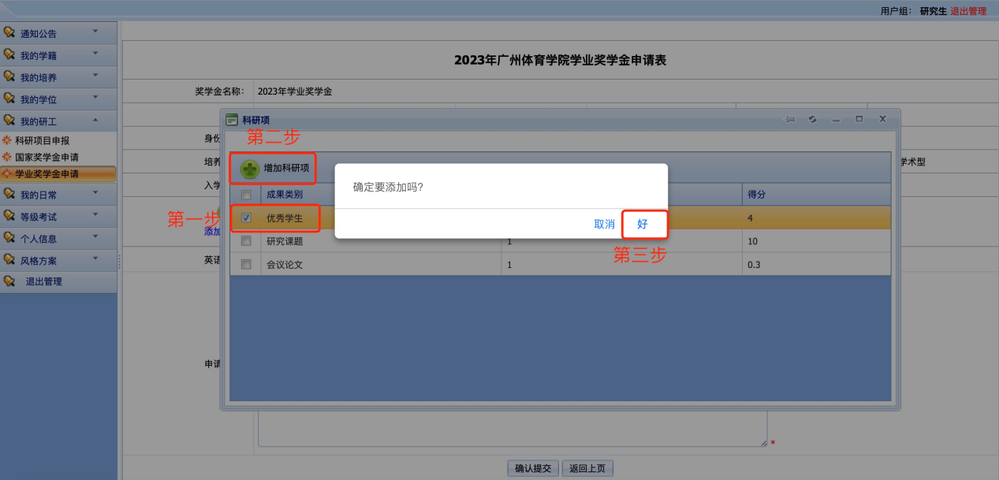 用户组： 研究生 退出管理
通知公告
我的学籍
我的培养
我的学位
我的研工
科研项目申报
国家奖学金申请
学业奖学金申请
我的日常
等级考试
个人信息
风格方案
退出管理
2023年广州体育学院学业奖学金申请表
奖学金名称： 2023年学业奖学金
身份
培养
学术型
入学
添加
英语
申请
科研项
第二步
增加科研项
成果类别
得分
第一步
优秀学生
4
研究课题
1
10
会议论文
1
0.3
确定要添加吗?
取消
好
第三步
*
确认提交
返回上页